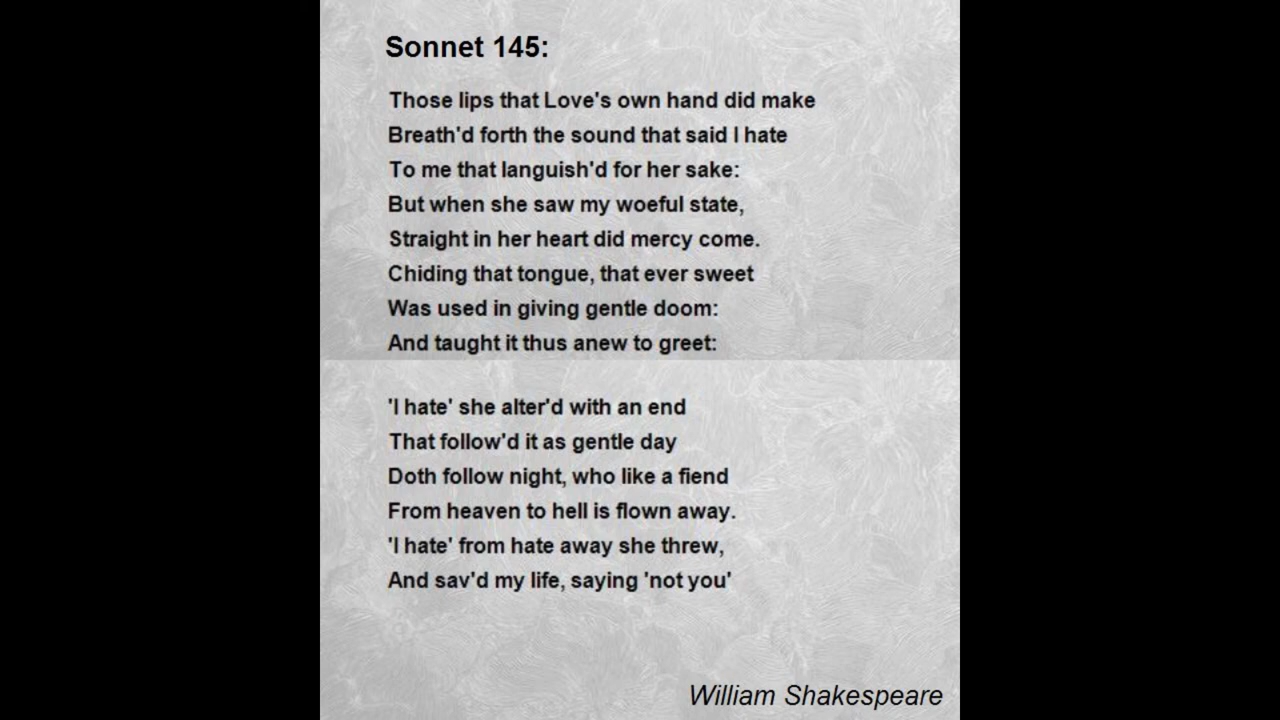 Sonnet 145:
Those lips that Love's own hand did make
Breath'd forth the sound that said I hate
To me that languish'd for her sake:
But when she saw my woeful state,
Straight in her heart did mercy come.
Chiding that tongue, that ever sweet
Was used in giving gentle doom:
And taught it thus anew to greet:
'I hate' she alter'd with an end
That follow'd it as gentle day
Doth follow night, who like a fiend
From heaven to hell is flown away.
'I hate' from hate away she threw,
And sav'd my life, saying 'not you'
William Shakespeare